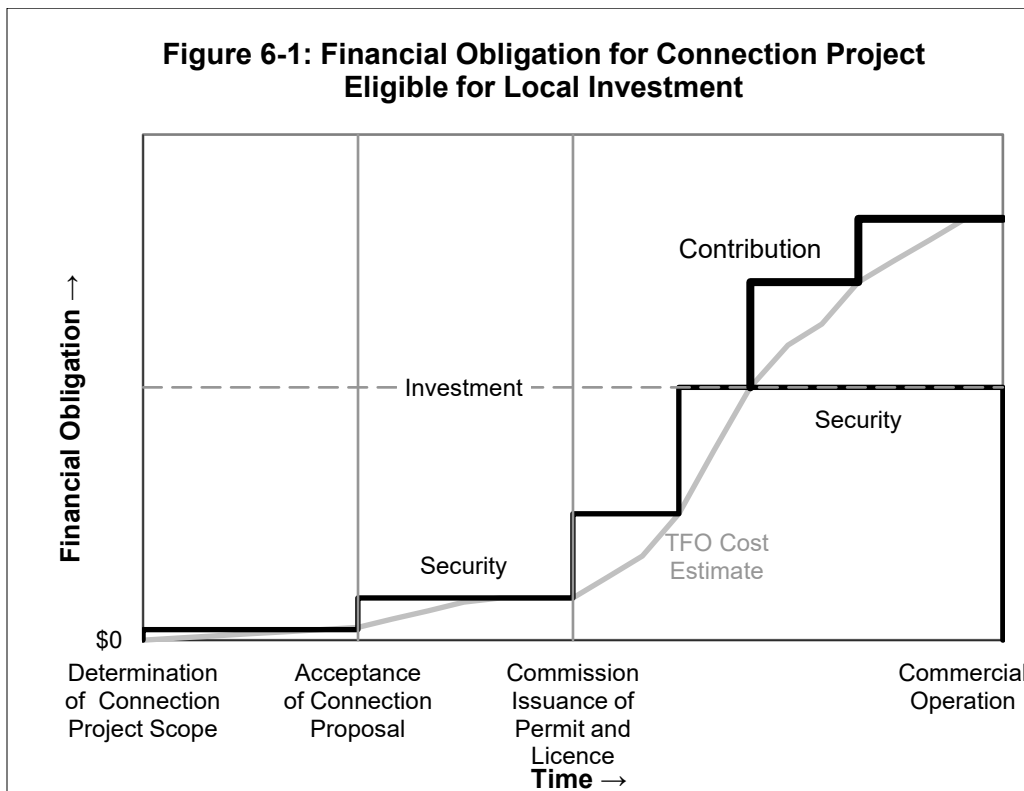 Figure 6-1: Financial Obligation for Connection Project
Eligible for Local Investment
Financial Obligation →
Contribution
Investment
Security
Security
TFO Cost
Estimate
$0
Determination
of Connection
Project Scope
Acceptance
of Connection
Proposal
Commission
Issuance of
Permit and
Licence
Commercial
Operation
Time →